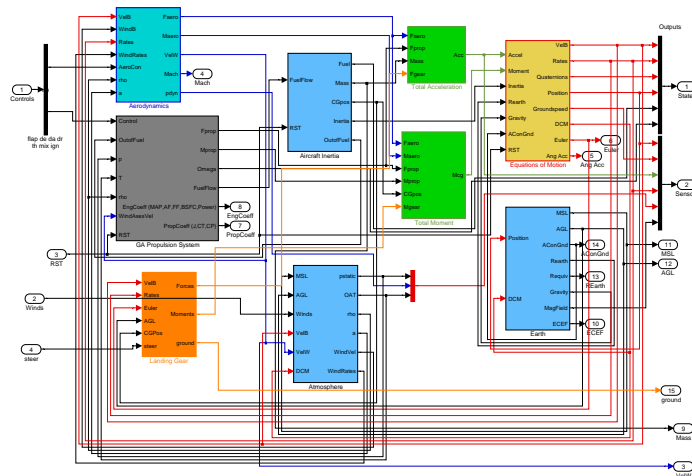 Outputs
1
Controls
flap de da dr
th mix ign
VelB
WindB
Rates
WindRates
AeroCon
rho
a
Faero
Maero
VelW
Mach
pdyn
Aerodynamics
4
Mach
Control
OutofFuel
p
T
rho
WindAxesVel
RST
Fprop
Mprop
Omega
FuelFlow
EngCoeff (MAP,AF,FF,BSFC,Power)
PropCoeff (J,CT,CP)
GA Propulsion System
8
EngCoeff
7
PropCoeff
FuelFlow
RST
Fuel
Mass
CGpos
Inertia
OutofFuel
Aircraft Inertia
Faero
Fprop
Mass
Fgear
Acc
Total Acceleration
Faero
Maero
Fprop
Mprop
CGpos
Mgear
Mcg
Total Moment
Accel
Moment
Inertia
Rearth
Gravity
AConGnd
RST
VelB
Rates
Quaternions
Position
Groundspeed
DCM
Euler
Ang Acc
Equations of Motion
6
Euler
5
Ang Acc
1
States
2
Position
DCM
MSL
AGL
AConGnd
Rearth
Requiv
Gravity
MagField
ECEF
Earth
14
AConGnd
13
REarth
10
ECEF
11
MSL
12
AGL
3
RST
2
Winds
4
steer
VelB
Rates
Euler
AGL
CGPos
steer
Forces
Moments
ground
Landing Gear
MSL
AGL
Winds
VelB
VelW
DCM
pstatic
OAT
rho
a
WindVel
WindRates
Atmosphere
15
ground
9
Mass
3